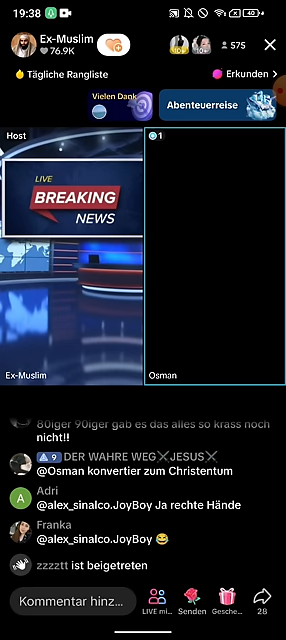 19:38
40
Ex-Muslim
76.9K
575
Tägliche Rangliste
Erkunden >
Vielen Dank
Abenteuerreise
Host
1
LIVE
BREAKING
NEWS
Ex-Muslim
Osman
80iger 90iger gab es das alles so krass noch
nicht!!
9 DER WAHRE WEG⚔JESUS⚔
@Osman konvertier zum Christentum
Adri
@alex_sinalco.JoyBoy Ja rechte Hände
Franka
@alex_sinalco.JoyBoy 😂
zzzztt ist beigetreten
Kommentar hinz...
LIVE mi...
Senden
Gesche...
28